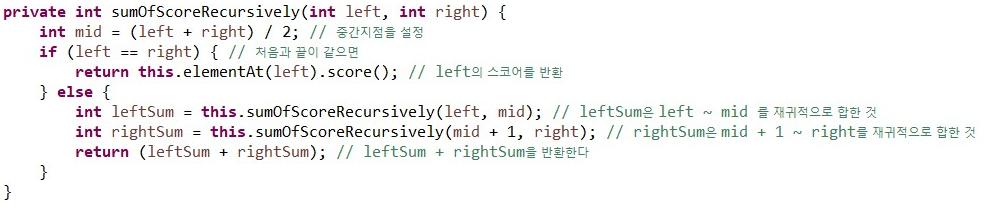 private int sumOfScoreRecursively(int left, int right) {
    int mid = (left + right) / 2; // 중간지점을 설정
    if (left == right) { // 처음과 끝이 같으면
        return this.elementAt(left).score(); // left의 스코어를 반환
    } else {
        int leftSum = this.sumOfScoreRecursively(left, mid); // leftSum은 left ~ mid 를 재귀적으로 합한 것
        int rightSum = this.sumOfScoreRecursively(mid + 1, right); // rightSum은 mid + 1 ~ right를 재귀적으로 합한 것
        return (leftSum + rightSum); // leftSum + rightSum을 반환한다
    }
}